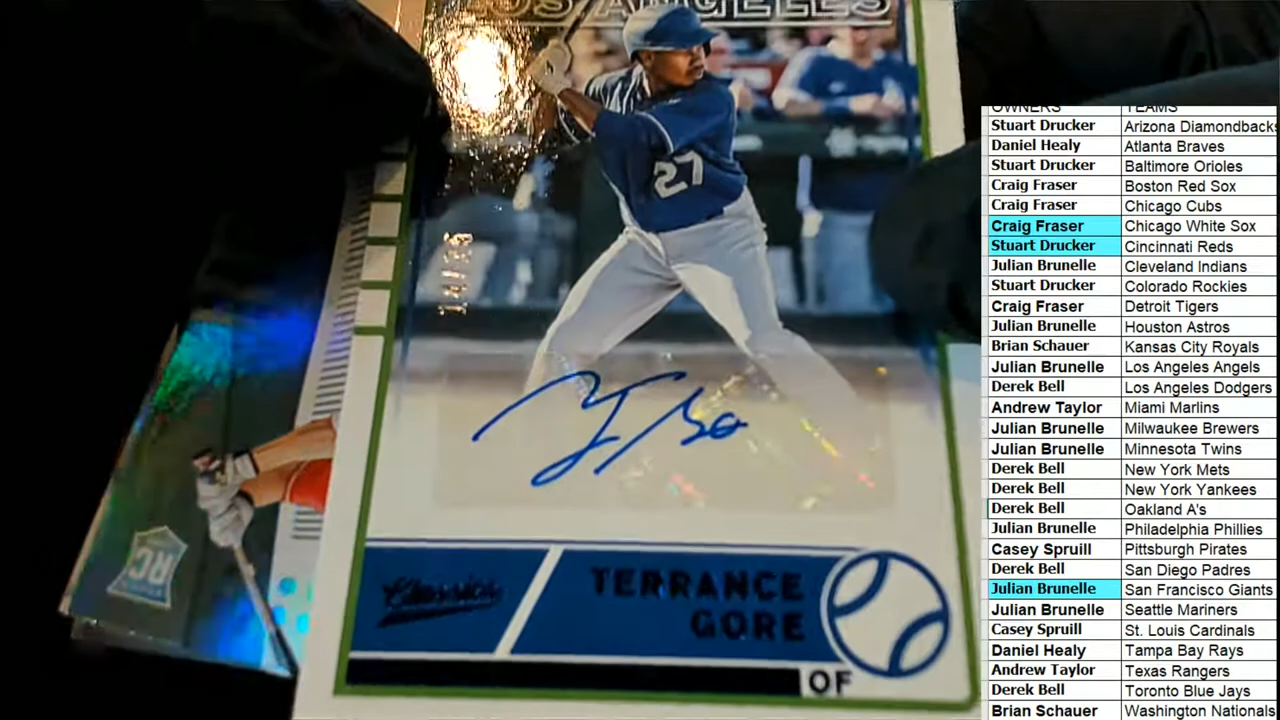 LOS ANGELES
27
Classics
TERRANCE
GORE
OF
RC
OWNERS TEAMS
Stuart Drucker Arizona Diamondbacks
Daniel Healy Atlanta Braves
Stuart Drucker Baltimore Orioles
Craig Fraser Boston Red Sox
Craig Fraser Chicago Cubs
Craig Fraser Chicago White Sox
Stuart Drucker Cincinnati Reds
Julian Brunelle Cleveland Indians
Stuart Drucker Colorado Rockies
Craig Fraser Detroit Tigers
Julian Brunelle Houston Astros
Brian Schauer Kansas City Royals
Julian Brunelle Los Angeles Angels
Derek Bell Los Angeles Dodgers
Andrew Taylor Miami Marlins
Julian Brunelle Milwaukee Brewers
Julian Brunelle Minnesota Twins
Derek Bell New York Mets
Derek Bell New York Yankees
Derek Bell Oakland A's
Julian Brunelle Philadelphia Phillies
Casey Spruill Pittsburgh Pirates
Derek Bell San Diego Padres
Julian Brunelle San Francisco Giants
Julian Brunelle Seattle Mariners
Casey Spruill St. Louis Cardinals
Daniel Healy Tampa Bay Rays
Andrew Taylor Texas Rangers
Derek Bell Toronto Blue Jays
Brian Schauer Washington Nationals